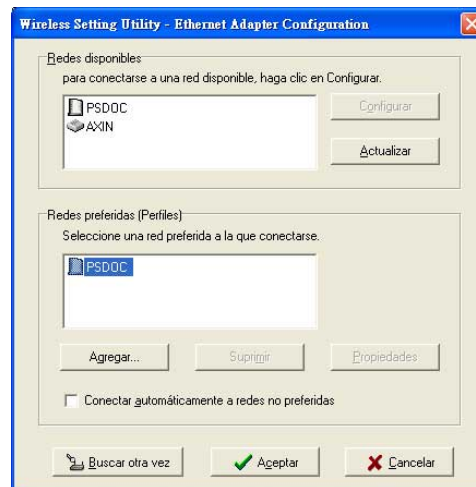 Wireless Setting Utility - Ethernet Adapter Configuration
Redes disponibles
para conectarse a una red disponible, haga clic en Configurar.
PSDOC
AXIN
Configurar
Actualizar
Redes preferidas (Perfiles)
Seleccione una red preferida a la que conectarse.
PSDOC
Agregar...
Suprimir
Propiedades
Conectar automáticamente a redes no preferidas
Buscar otra vez
Aceptar
Cancelar